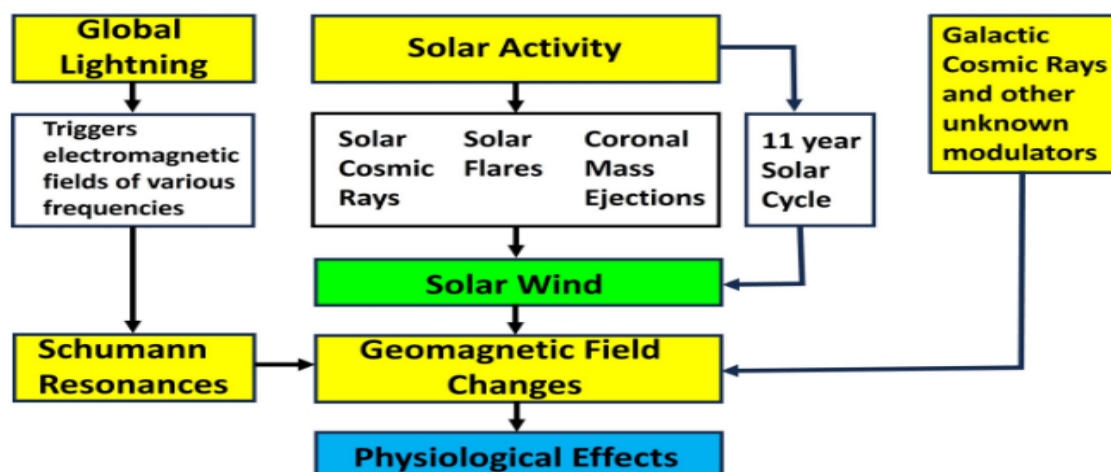 Global
Lightning
Solar Activity
Galactic
Cosmic Rays
and other
unknown
modulators
Triggers
electromagnetic
fields of various
frequencies
Solar
Cosmic
Rays
Solar
Flares
Coronal
Mass
Ejections
11 year
Solar
Cycle
Solar Wind
Schumann
Resonances
Geomagnetic Field
Changes
Physiological Effects